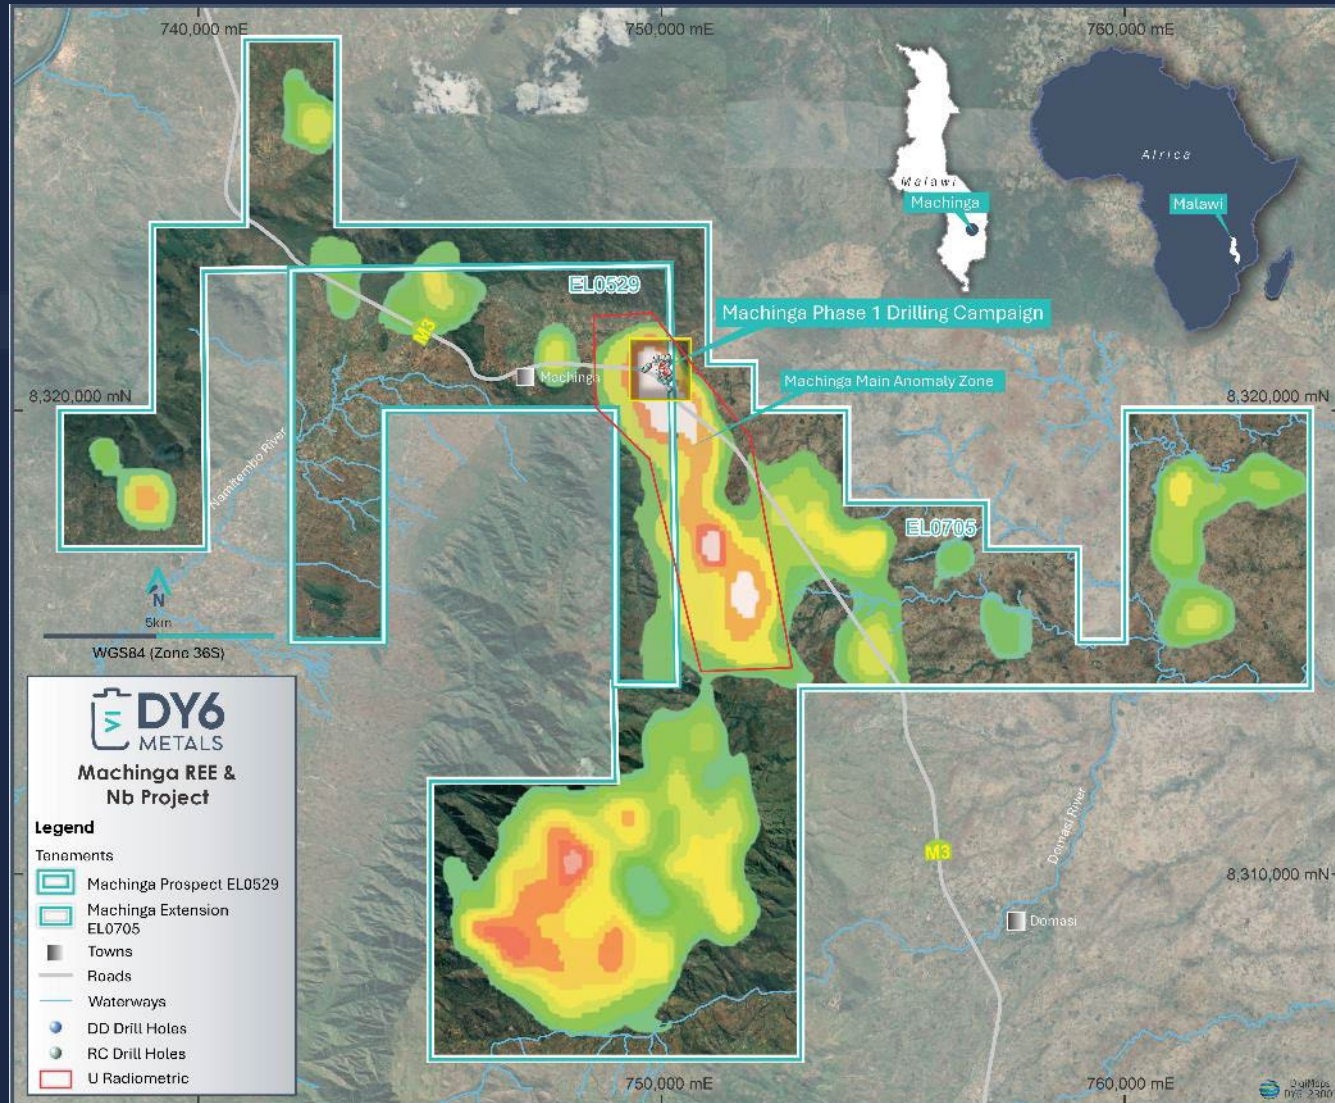 740,000 mE
750,000 mE
760,000 mE
Africa
Malawi
Machinga
Malawi
EL0529
Machinga Phase 1 Drilling Campaign
M3
Machinga
Machinga Main Anomaly Zone
8,320,000 mN
8,320,000 mN
Namitembo River
EL0705
N
5km
WGS84 (Zone 36S)
DY6
METALS
Machinga REE &
Nb Project
Legend
Tenements
Machinga Prospect EL0529
Machinga Extension
EL0705
Towns
Roads
Waterways
DD Drill Holes
RC Drill Holes
U Radiometric
M3
Domasi River
8,310,000 mN
Domasi
750,000 mE
760,000 mE
DigiMaps